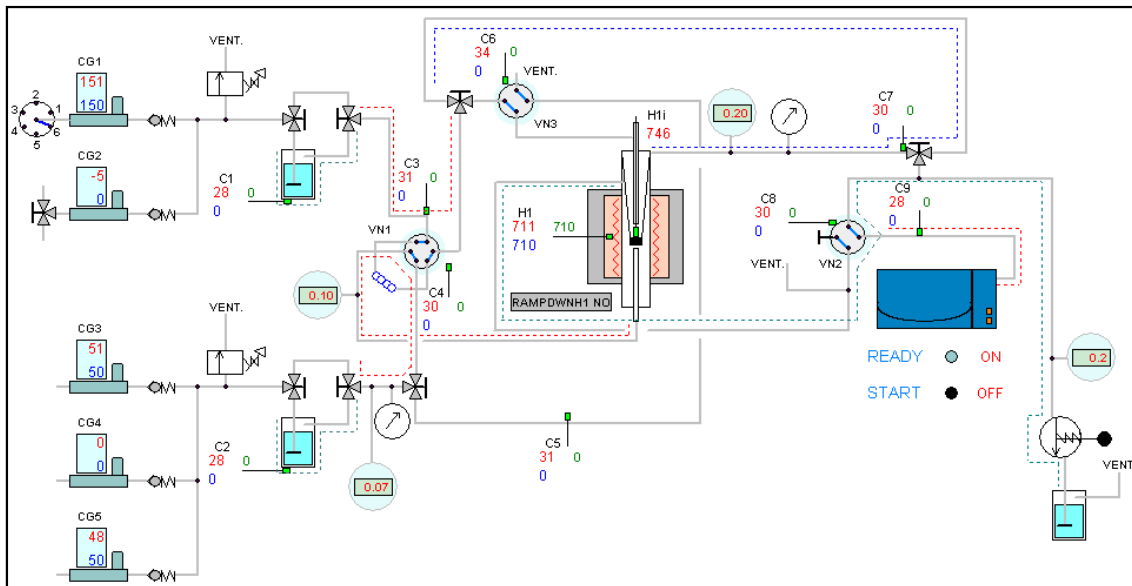 VENT.
CG1
151
150
2
3
1
4
6
5
CG2
-5
0
C1
28
0
0
C3
31
0
0
C6
34
0
0
VENT.
VN3
H1i
746
0.20
C7
30
0
0
H1
711
710
710
VN1
0.10
C4
30
0
0
RAMPDWNH1 NO
C8
30
0
0
C9
28
0
0
VN2
VENT.
READY
ON
START
OFF
0.2
VENT
VENT.
CG3
51
50
CG4
0
0
CG5
48
50
C2
28
0
0
0.07
C5
31
0
0